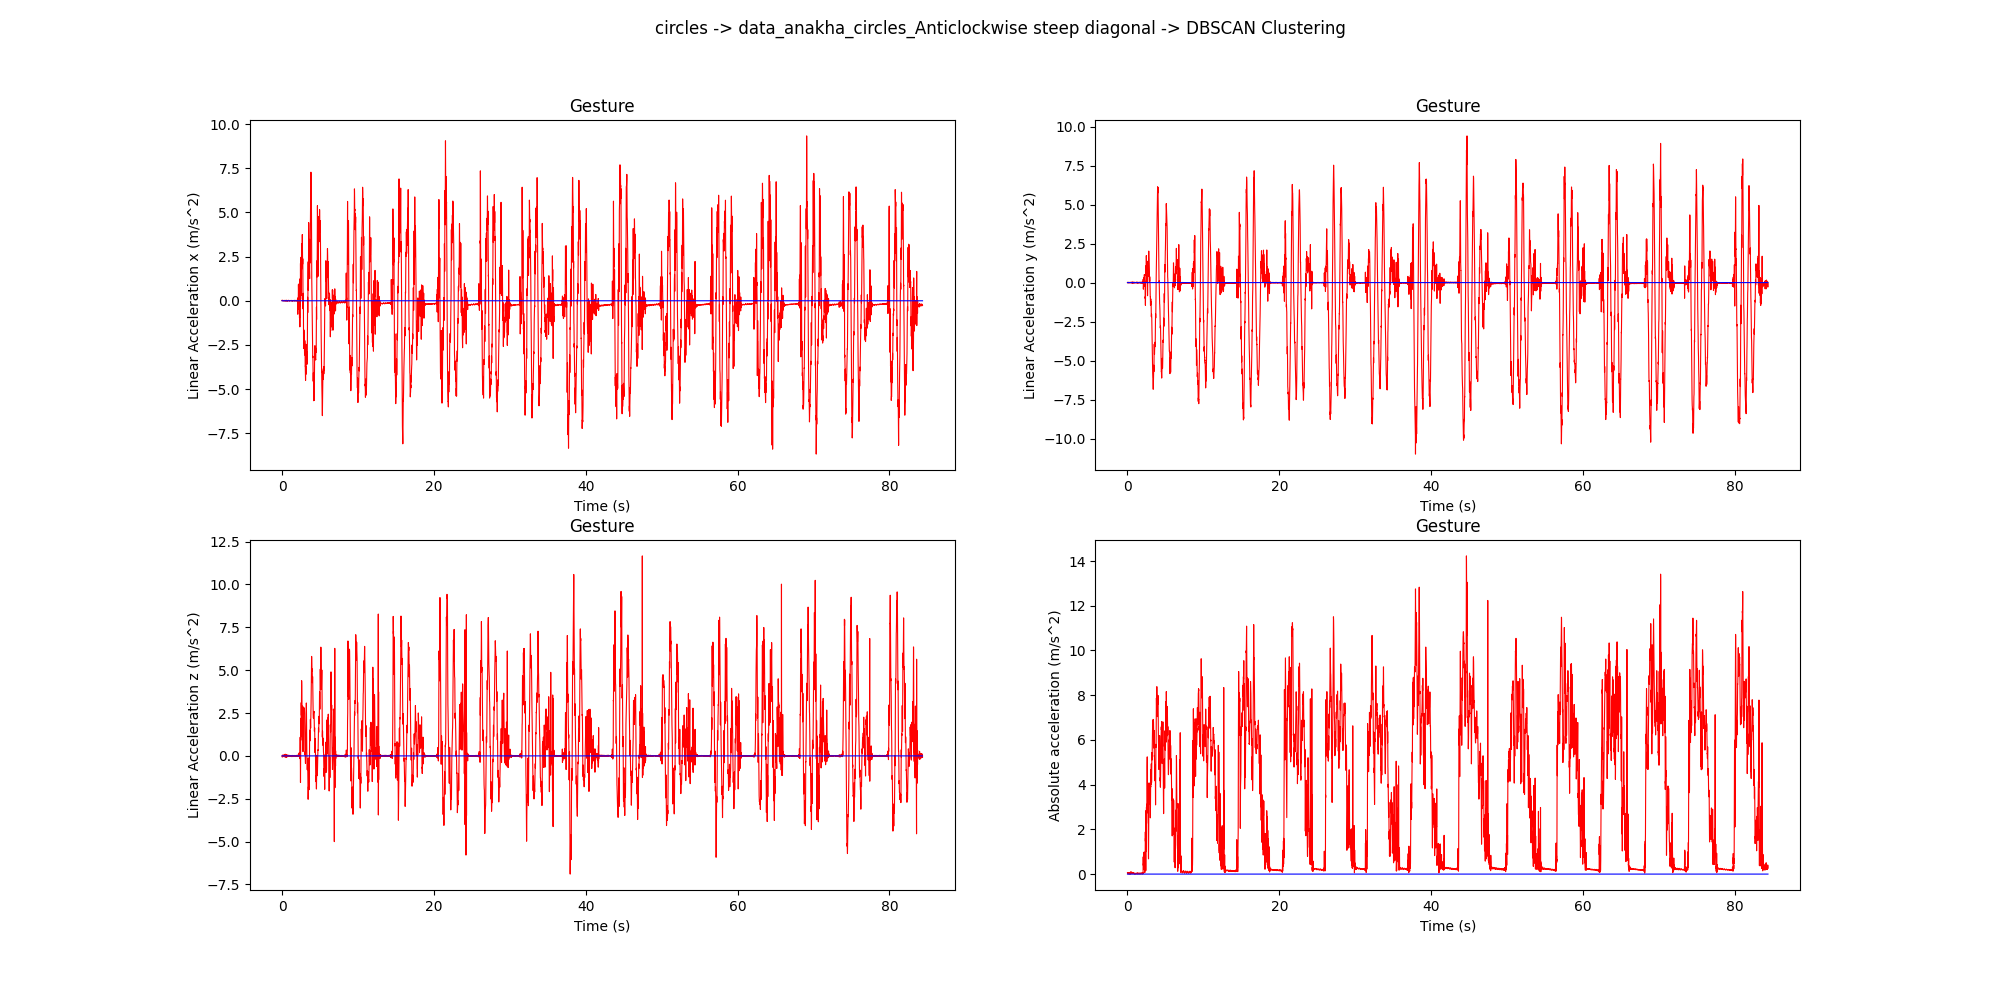 circles -> data_anakha_circles_Anticlockwise steep diagonal -> DBSCAN Clustering
Gesture
10.0
7.5
5.0
2.5
0.0
−2.5
−5.0
−7.5
Linear Acceleration x (m/s^2)
0 20 40 60 80
Time (s)
Gesture
10.0
7.5
5.0
2.5
0.0
−2.5
−5.0
−7.5
−10.0
Linear Acceleration y (m/s^2)
0 20 40 60 80
Time (s)
Gesture
12.5
10.0
7.5
5.0
2.5
0.0
−2.5
−5.0
−7.5
Linear Acceleration z (m/s^2)
0 20 40 60 80
Time (s)
Gesture
14
12
10
8
6
4
2
0
Absolute acceleration (m/s^2)
0 20 40 60 80
Time (s)